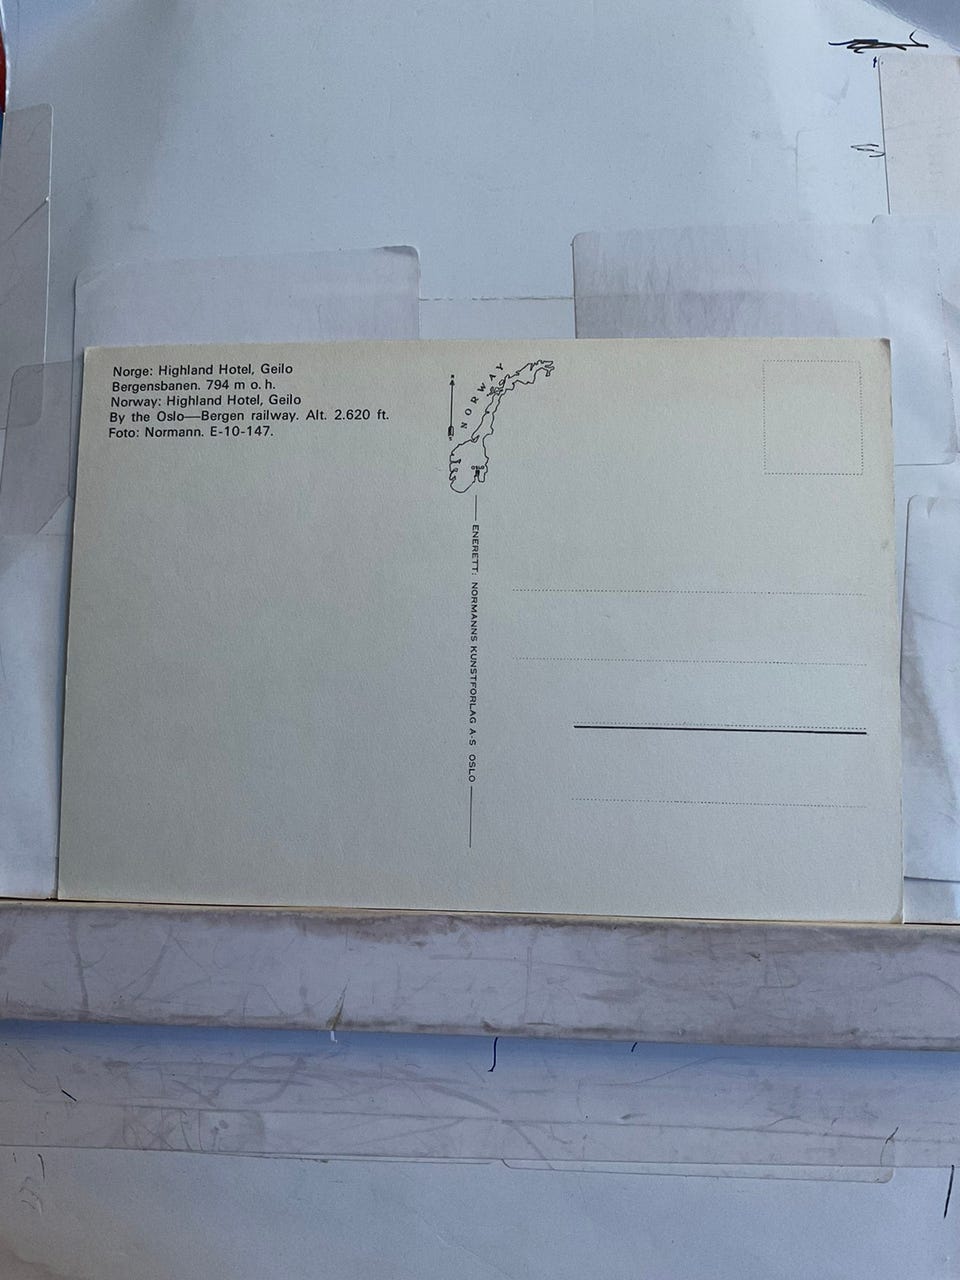 Norge: Highland Hotel, Geilo
Bergensbanen. 794 m o. h.
Norway: Highland Hotel, Geilo
By the Oslo—Bergen railway. Alt. 2.620 ft.
Foto: Normann. E-10-147.
NORWAY
OSLO
ENERETT: NORMANNS KUNSTFORLAG A-S OSLO